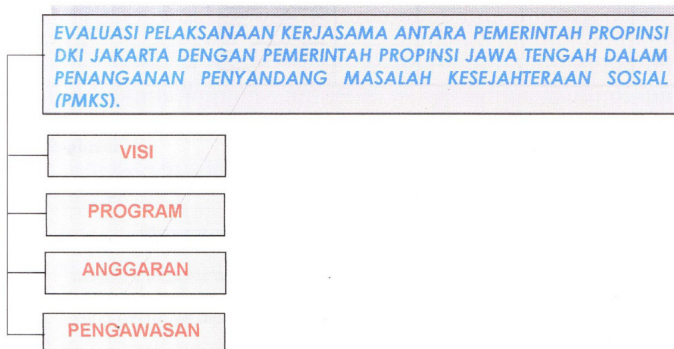 EVALUASI PELAKSANAAN KERJASAMA ANTARA PEMERINTAH PROPINSI
DKI JAKARTA DENGAN PEMERINTAH PROPINSI JAWA TENGAH DALAM
PENANGANAN PENYANDANG MASALAH KESEJAHTERAAN SOSIAL
(PMKS).
VISI
PROGRAM
ANGGARAN
PENGAWASAN